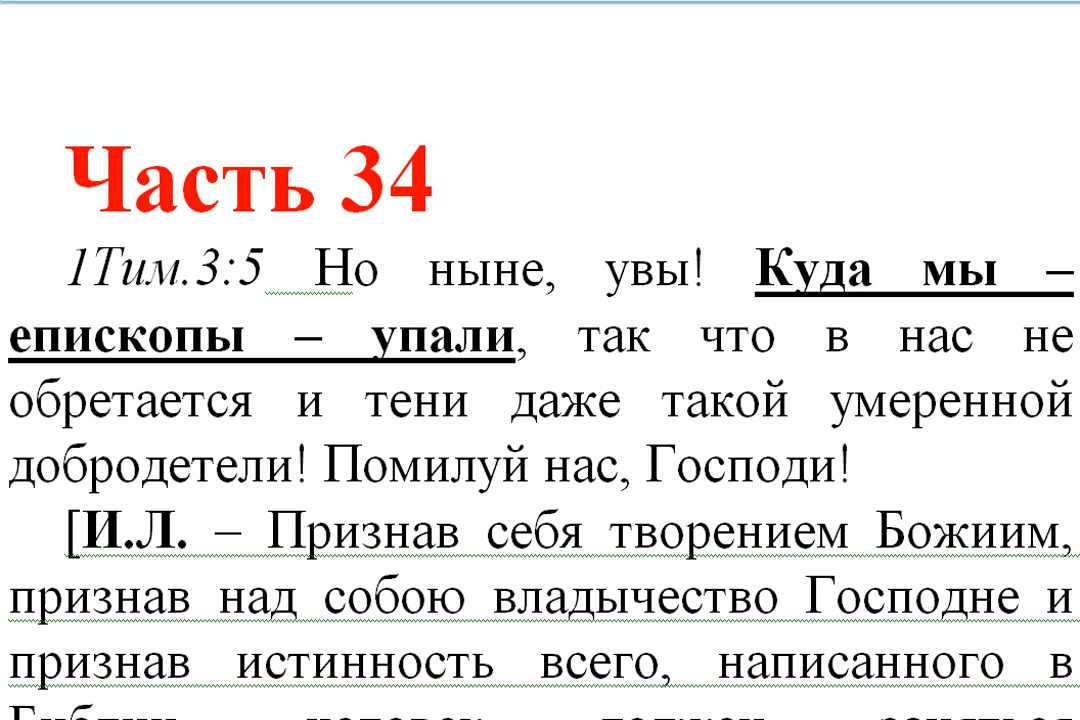 Часть 34
1Тим.3:5 Но ныне, увы! Куда мы –
епископы – упали, так что в нас не
обретается и тени даже такой умеренной
добродетели! Помилуй нас, Господи!
[И.Л. – Признав себя творением Божиим,
признав над собою владычество Господне и
признав истинность всего, написанного в